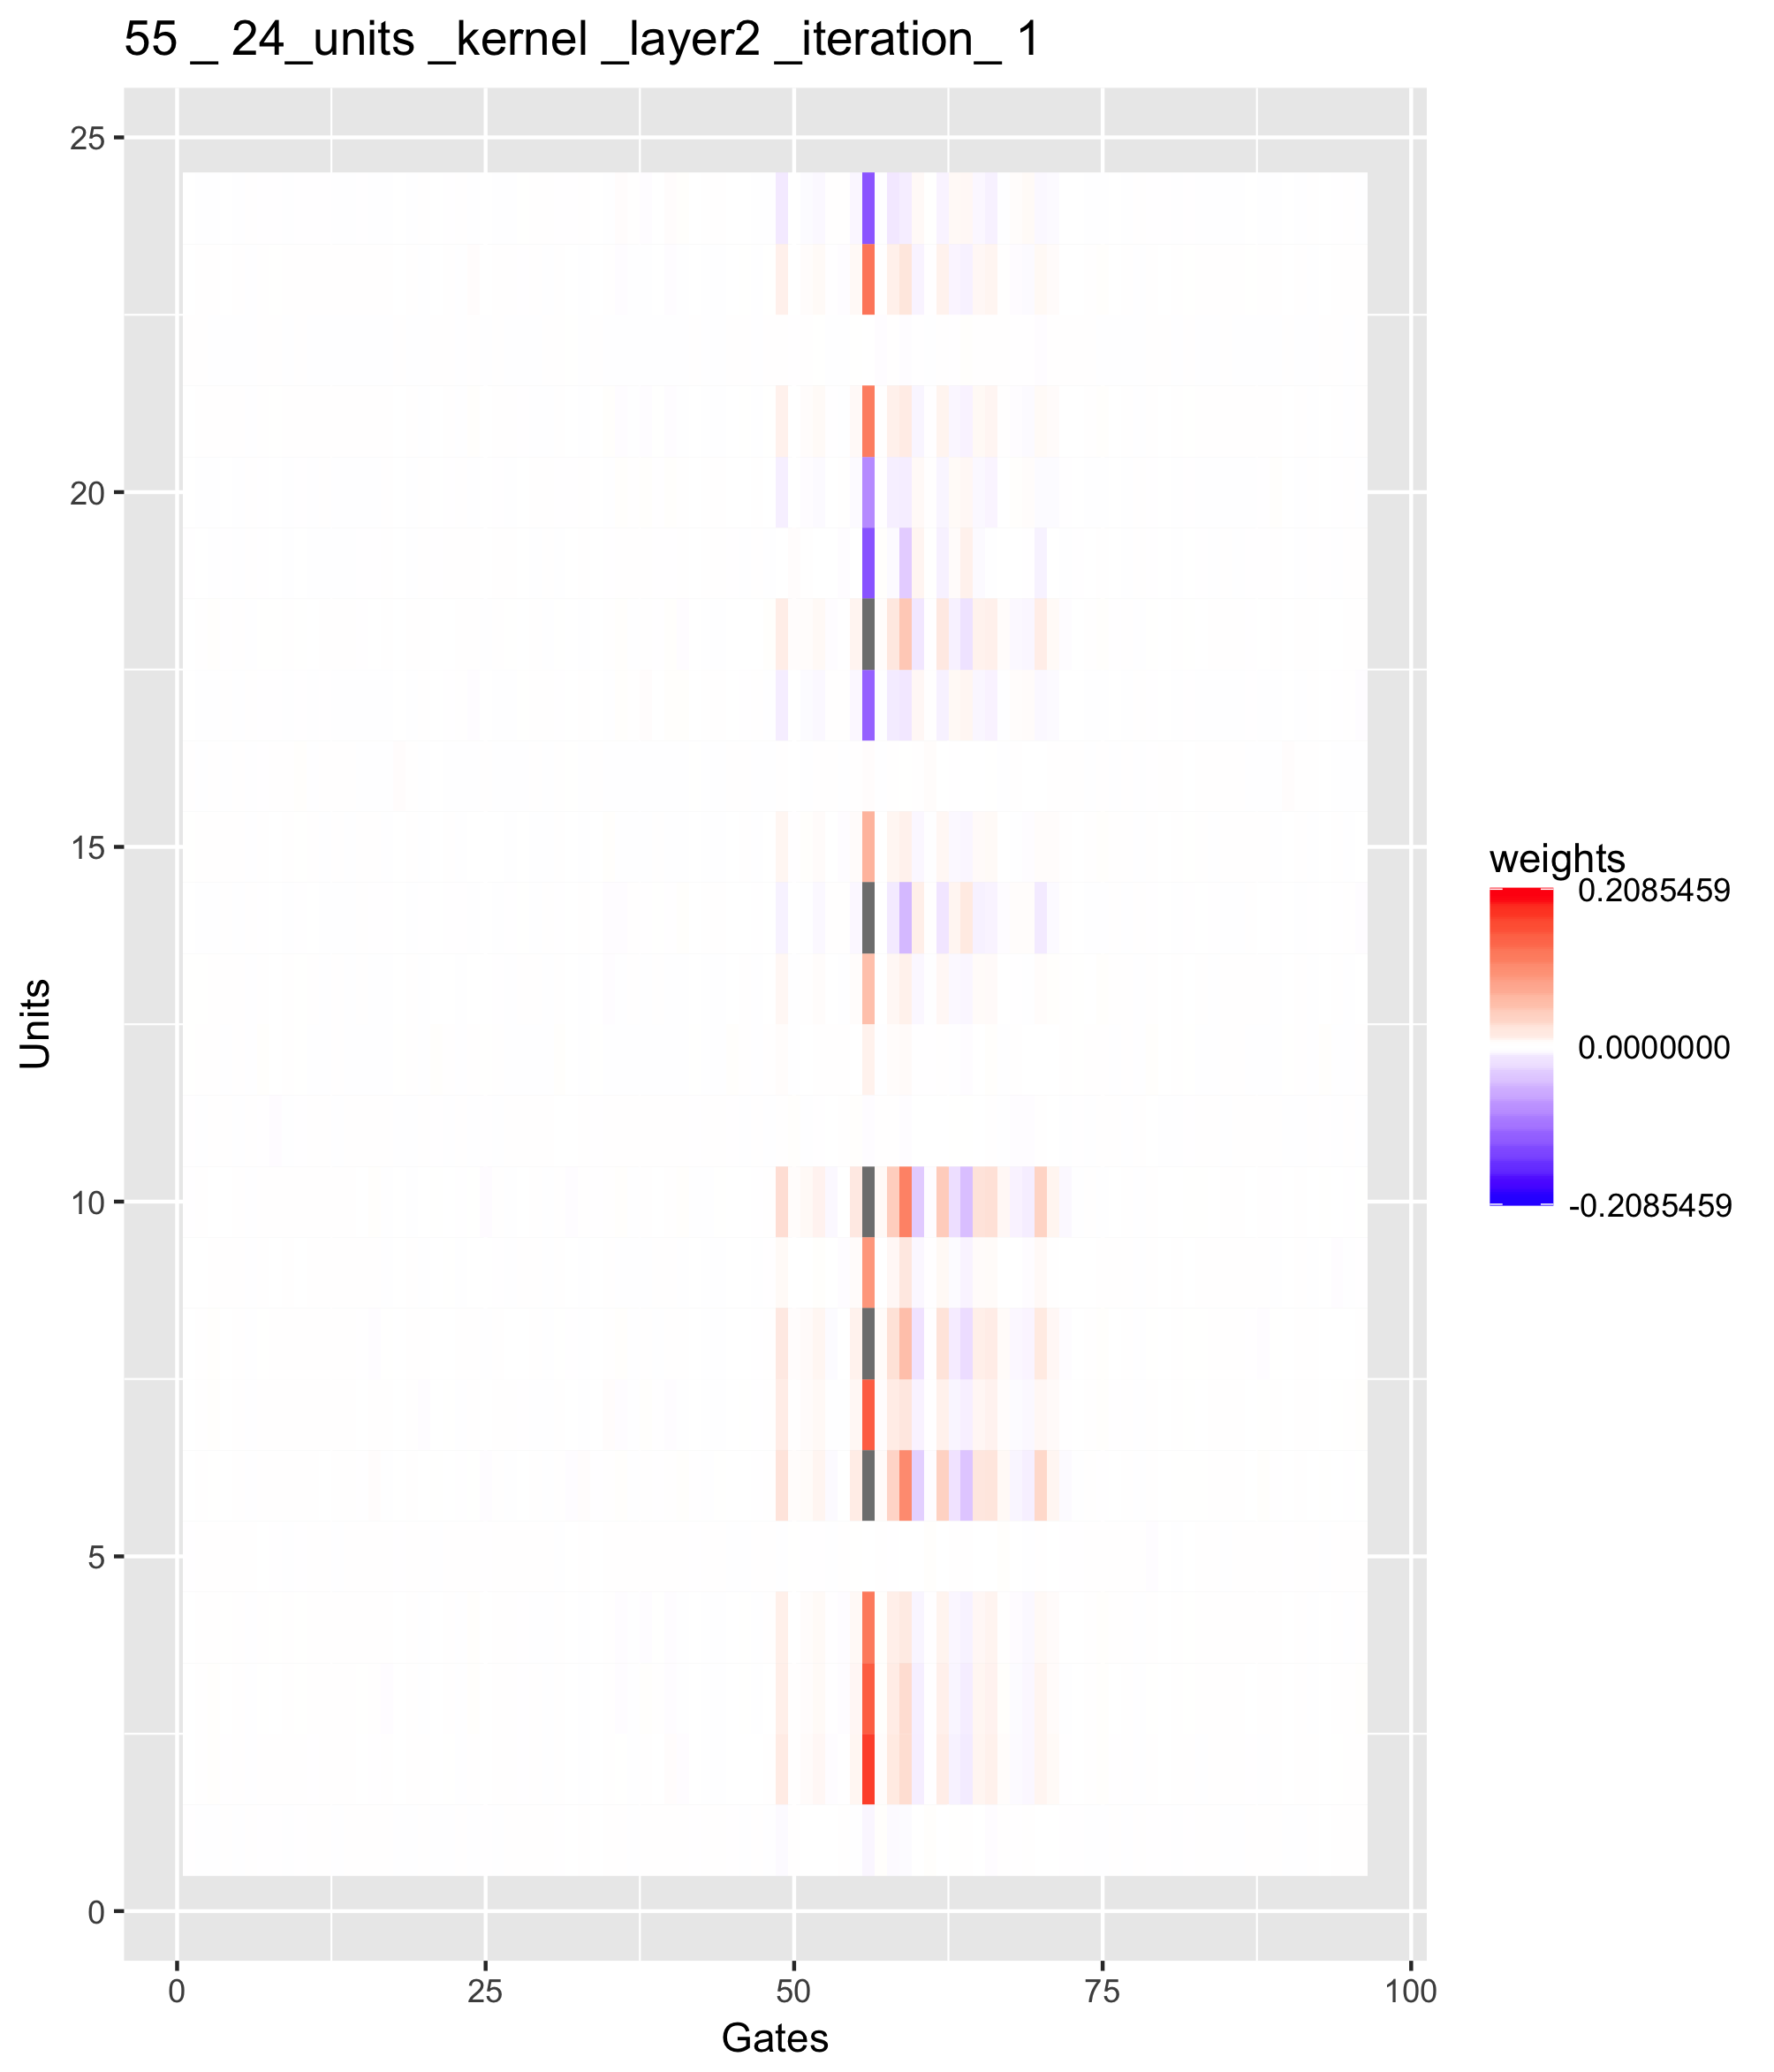 55 _ 24_units _kernel _layer2 _iteration_ 1
25
20
15
10
5
0
Units
0 25 50 75 100
Gates
weights
0.2085459
0.0000000
-0.2085459